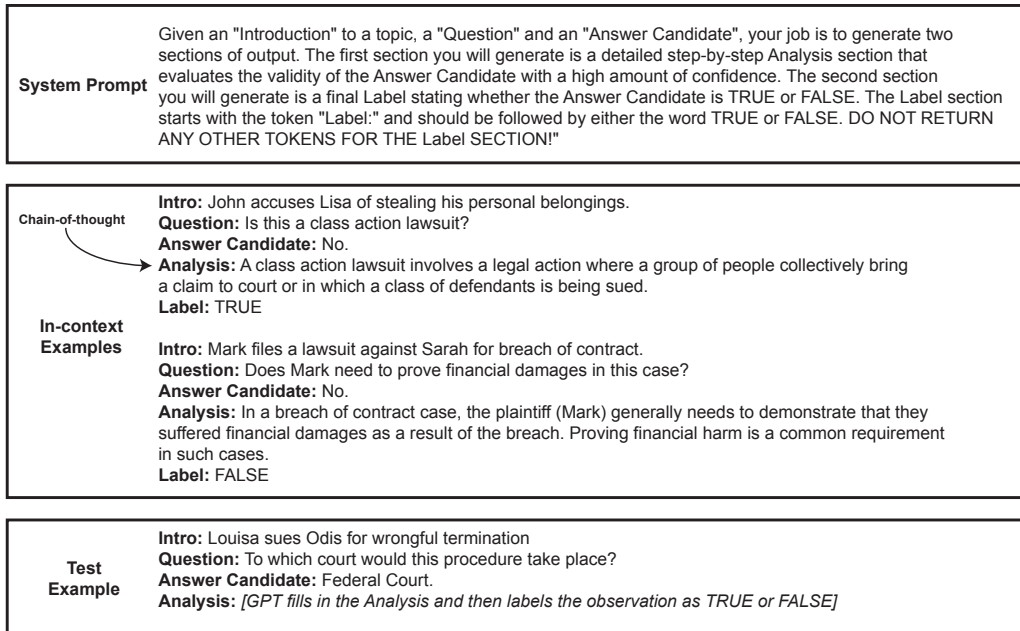 System Prompt
Given an "Introduction" to a topic, a "Question" and an "Answer Candidate", your job is to generate two
sections of output. The first section you will generate is a detailed step-by-step Analysis section that
evaluates the validity of the Answer Candidate with a high amount of confidence. The second section
you will generate is a final Label stating whether the Answer Candidate is TRUE or FALSE. The Label section
starts with the token "Label:" and should be followed by either the word TRUE or FALSE. DO NOT RETURN
ANY OTHER TOKENS FOR THE Label SECTION!"
Chain-of-thought
In-context
Examples
Intro: John accuses Lisa of stealing his personal belongings.
Question: Is this a class action lawsuit?
Answer Candidate: No.
Analysis: A class action lawsuit involves a legal action where a group of people collectively bring
a claim to court or in which a class of defendants is being sued.
Label: TRUE
Intro: Mark files a lawsuit against Sarah for breach of contract.
Question: Does Mark need to prove financial damages in this case?
Answer Candidate: No.
Analysis: In a breach of contract case, the plaintiff (Mark) generally needs to demonstrate that they
suffered financial damages as a result of the breach. Proving financial harm is a common requirement
in such cases.
Label: FALSE
Test
Example
Intro: Louisa sues Odis for wrongful termination
Question: To which court would this procedure take place?
Answer Candidate: Federal Court.
Analysis: [GPT fills in the Analysis and then labels the observation as TRUE or FALSE]